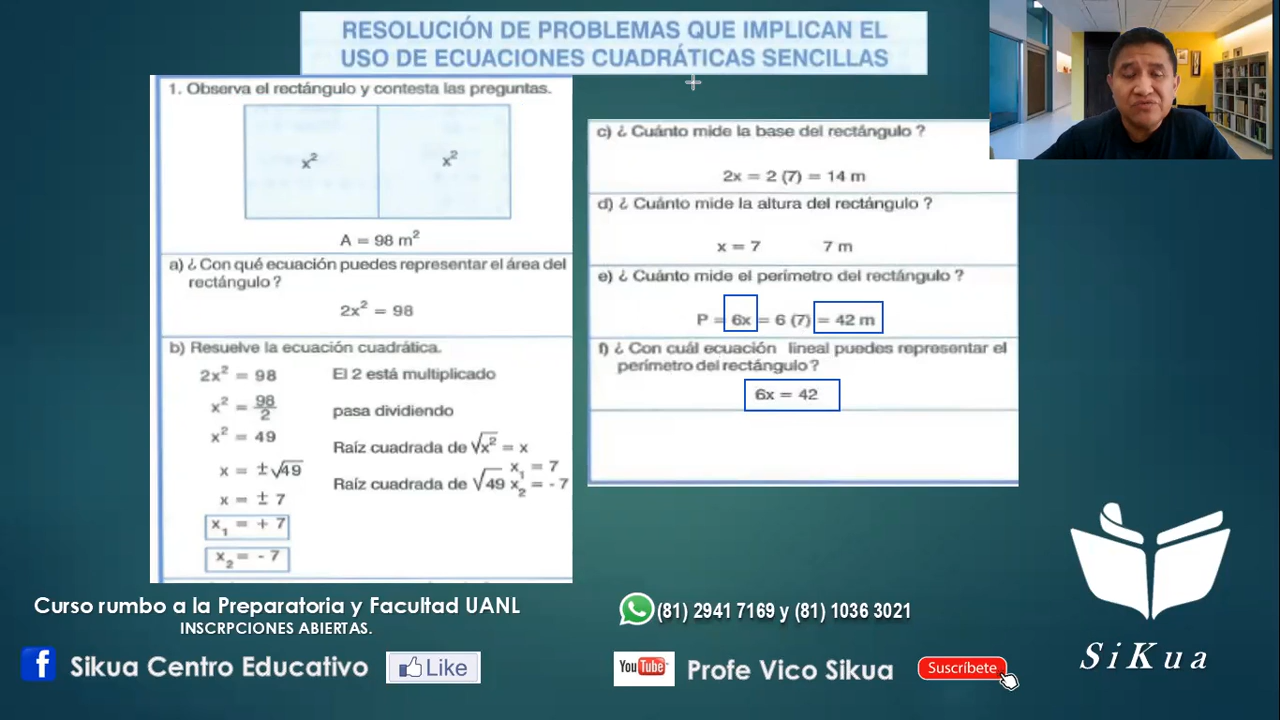 RESOLUCIÓN DE PROBLEMAS QUE IMPLICAN EL
USO DE ECUACIONES CUADRÁTICAS SENCILLAS
1. Observa el rectángulo y contesta las preguntas.
x²
x²
A = 98 m²
a) ¿ Con qué ecuación puedes representar el área del
rectángulo ?
2x² = 98
b) Resuelve la ecuación cuadrática.
2x² = 98 El 2 está multiplicado
x² = 98/2 pasa dividiendo
x² = 49
Raíz cuadrada de √x² = x
x = ±√49
x₁ = 7
Raíz cuadrada de √49 x₂ = - 7
x = ± 7
x₁ = + 7
x₂ = - 7
c) ¿ Cuánto mide la base del rectángulo ?
2x = 2 (7) = 14 m
d) ¿ Cuánto mide la altura del rectángulo ?
x = 7 7 m
e) ¿ Cuánto mide el perímetro del rectángulo ?
P = 6x = 6 (7) = 42 m
f) ¿ Con cuál ecuación lineal puedes representar el
perímetro del rectángulo ?
6x = 42
Curso rumbo a la Preparatoria y Facultad UANL
INSCRPCIONES ABIERTAS.
f Sikua Centro Educativo Like
(81) 2941 7169 y (81) 1036 3021
YouTube Profe Vico Sikua Suscríbete
SiKua